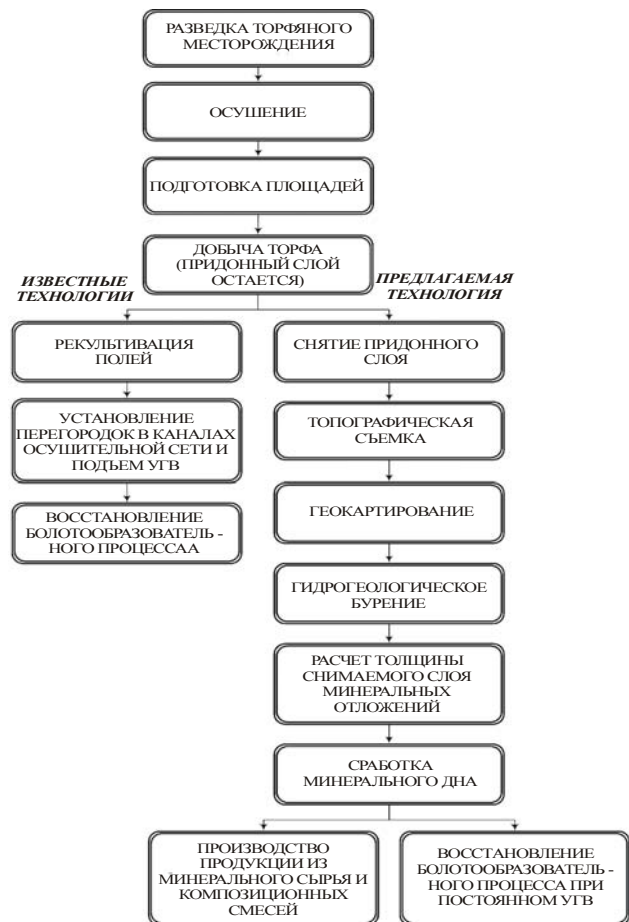 РАЗВЕДКА ТОРФЯНОГО
МЕСТОРОЖДЕНИЯ
ОСУШЕНИЕ
ПОДГОТОВКА ПЛОЩАДЕЙ
ДОБЫЧА ТОРФА
(ПРИДОННЫЙ СЛОЙ
ОСТАЕТСЯ)
ИЗВЕСТНЫЕ
ТЕХНОЛОГИИ
ПРЕДЛАГАЕМАЯ
ТЕХНОЛОГИЯ
РЕКУЛЬТИВАЦИЯ
ПОЛЕЙ
УСТАНОВЛЕНИЕ
ПЕРЕГОРОДОК В КАНАЛАХ
ОСУШИТЕЛЬНОЙ СЕТИ И
ПОДЪЕМ УГВ
ВОССТАНОВЛЕНИЕ
БОЛОТООБРАЗОВАТЕЛЬ -
НОГО ПРОЦЕССАА
СНЯТИЕ ПРИДОННОГО
СЛОЯ
ТОПОГРАФИЧЕСКАЯ
СЪЕМКА
ГЕОКАРТИРОВАНИЕ
ГИДРОГЕОЛОГИЧЕСКОЕ
БУРЕНИЕ
РАСЧЕТ ТОЛЩИНЫ
СНИМАЕМОГО СЛОЯ
МИНЕРАЛЬНЫХ
ОТЛОЖЕНИЙ
СРАБОТКА
МИНЕРАЛЬНОГО ДНА
ПРОИЗВОДСТВО
ПРОДУКЦИИ ИЗ
МИНЕРАЛЬНОГО СЫРЬЯ И
КОМПОЗИЦИОННЫХ
СМЕСЕЙ
ВОССТАНОВЛЕНИЕ
БОЛОТООБРАЗОВАТЕЛЬ -
НОГО ПРОЦЕССА ПРИ
ПОСТОЯННОМ УГВ